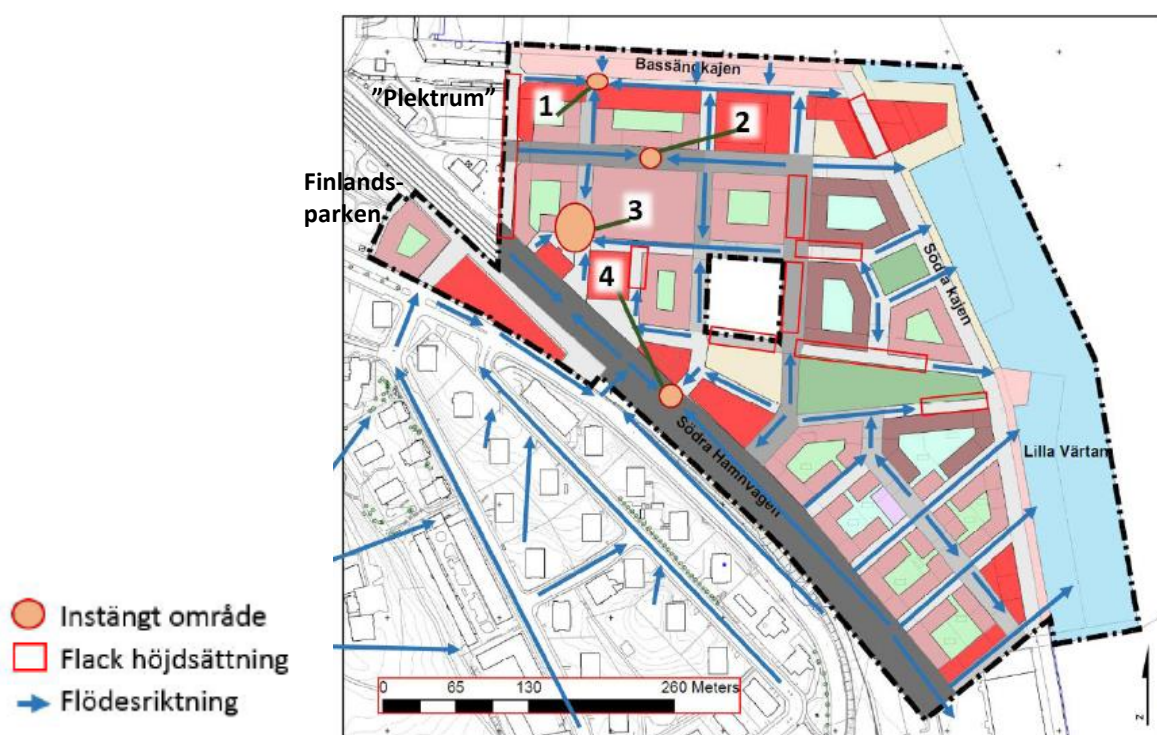 Bassängkajen
"Plektrum"
1
2
Finlands-
parken
3
4
Södra kajen
Södra Hamnvägen
Lilla Värtan
Instängt område
Flack höjdsättning
Flödesriktning
0 65 130 260 Meters
z